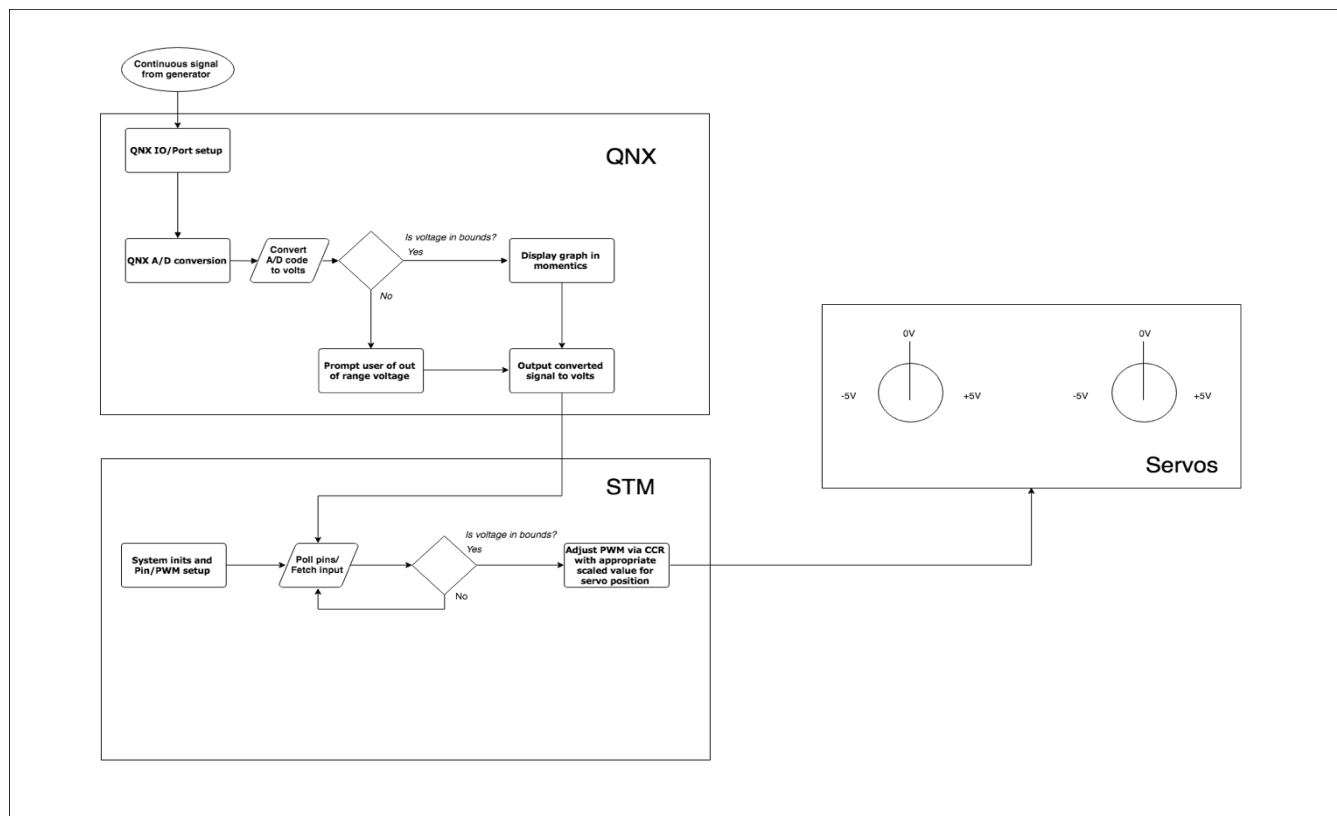 Continuous signal
from generator
QNX
QNX IO/Port setup
QNX A/D conversion
Convert
A/D code
to volts
Is voltage in bounds?
Yes
No
Display graph in
momentics
Prompt user of out
of range voltage
Output converted
signal to volts
STM
System inits and
Pin/PWM setup
Poll pins/
Fetch input
Is voltage in bounds?
Yes
No
Adjust PWM via CCR
with appropriate
scaled value for
servo position
0V
-5V
+5V
0V
-5V
+5V
Servos